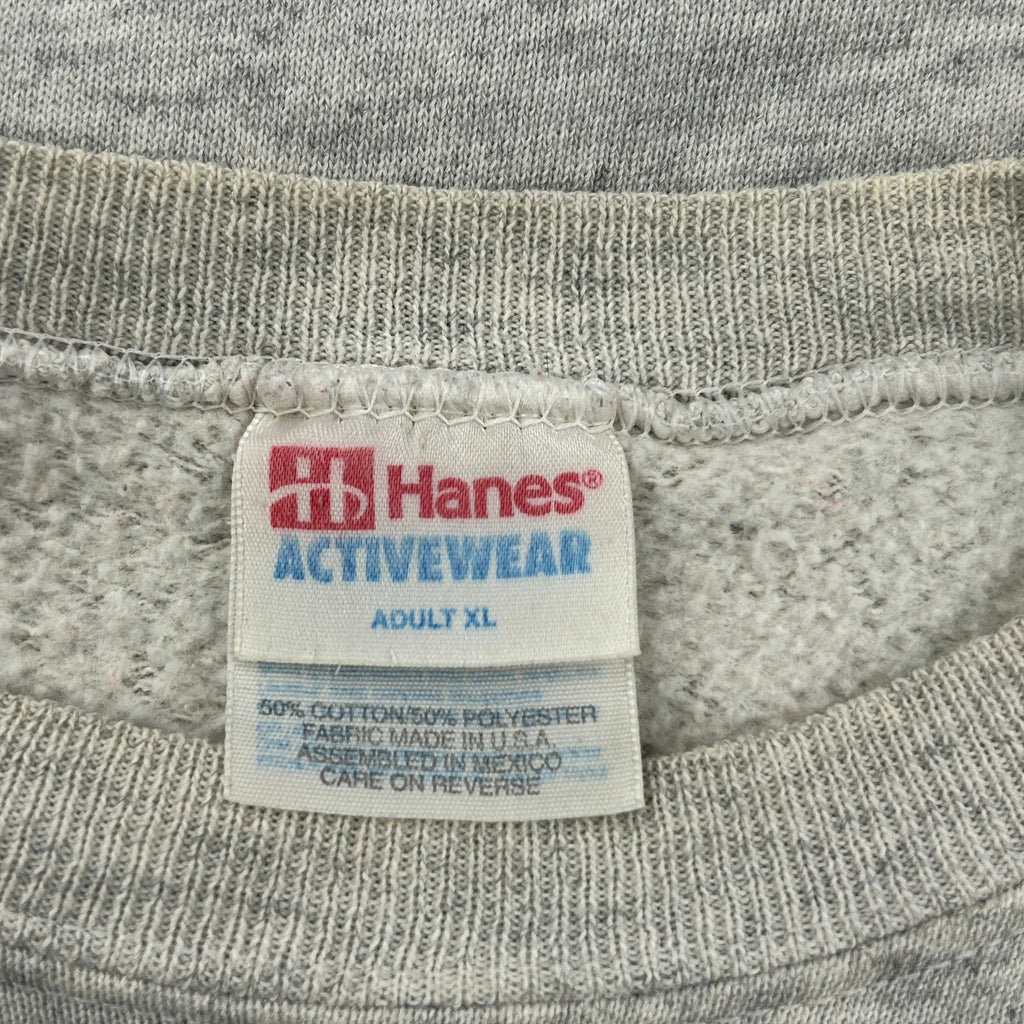 Hanes®
ACTIVEWEAR
ADULT XL
50% COTTON/50% POLYESTER
FABRIC MADE IN U.S.A.
ASSEMBLED IN MEXICO
CARE ON REVERSE